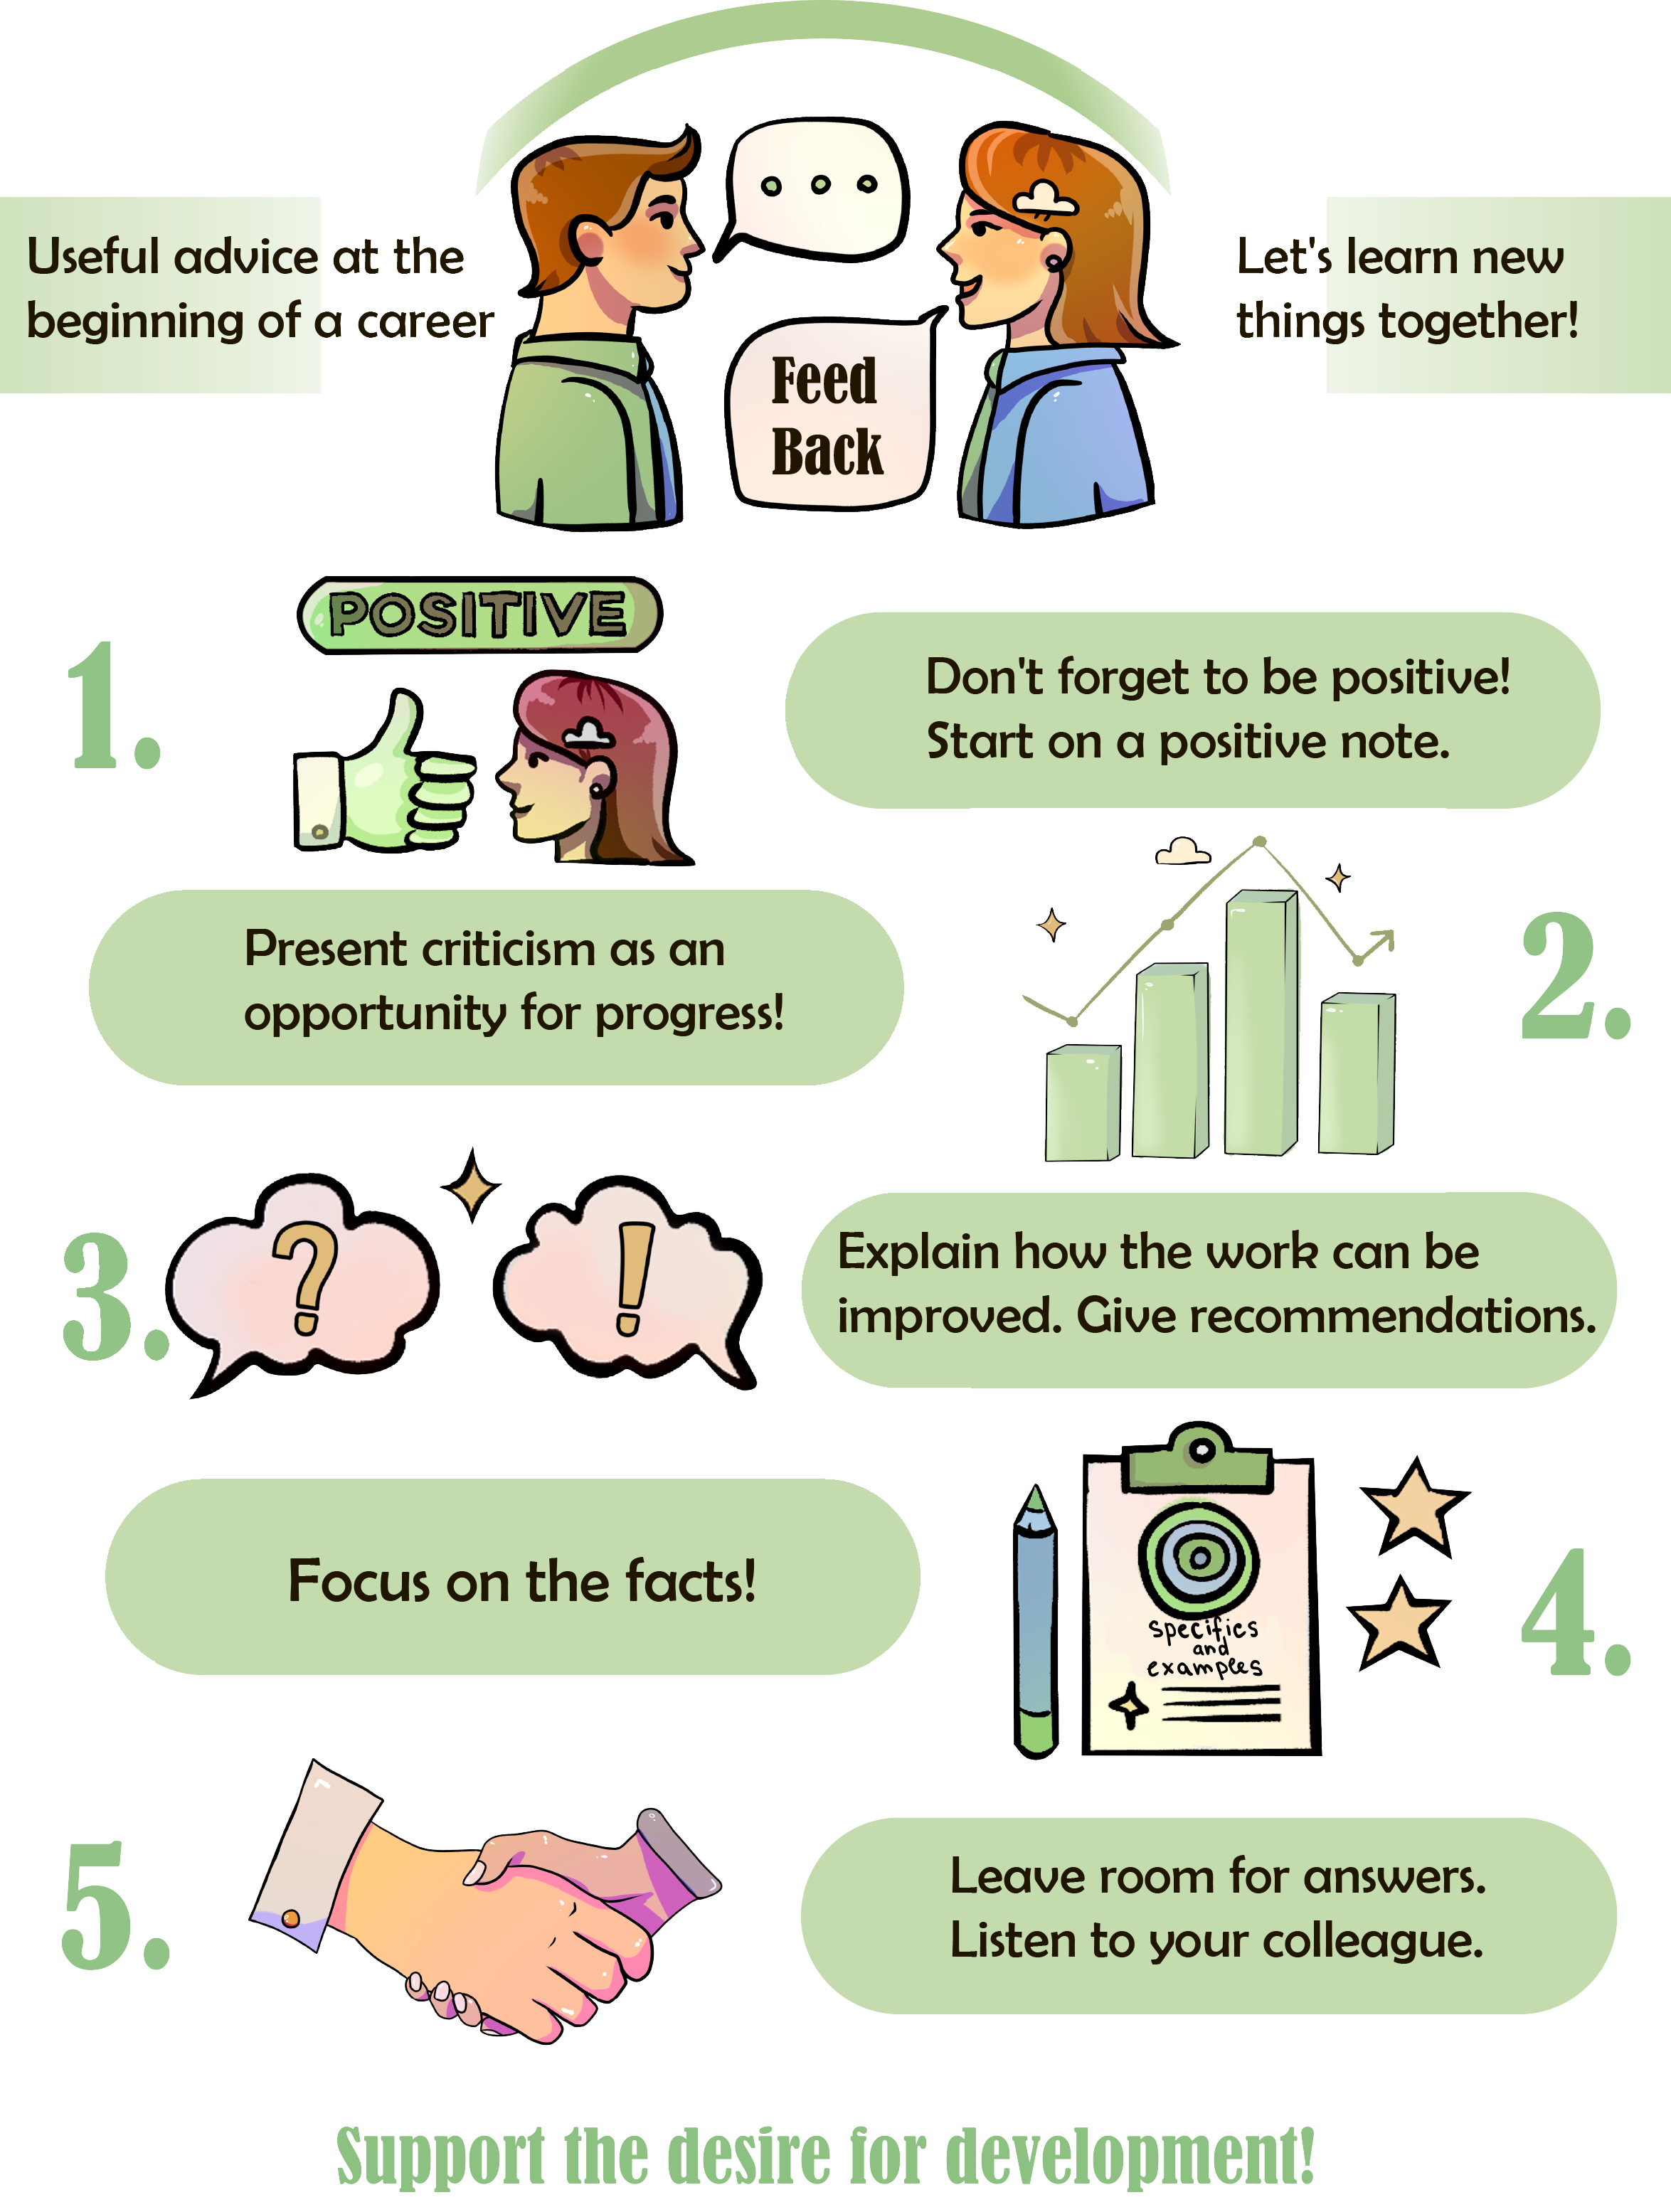 Useful advice at the
beginning of a career
Let's learn new
things together!
Feed
Back
1.
POSITIVE
Don't forget to be positive!
Start on a positive note.
Present criticism as an
opportunity for progress!
2.
3.
?
!
Explain how the work can be
improved. Give recommendations.
Focus on the facts!
specifics
and
examples
4.
5.
Leave room for answers.
Listen to your colleague.
Support the desire for development!